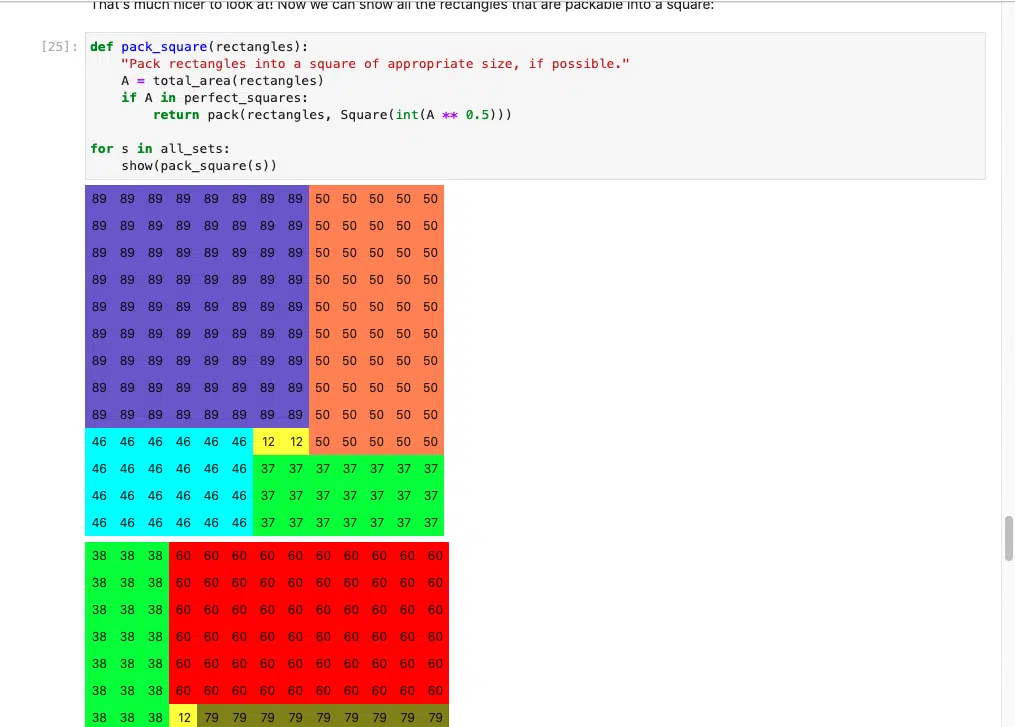 That's much nicer to look at! Now we can show all the rectangles that are packable into a square:
[25]: def pack_square(rectangles):
    "Pack rectangles into a square of appropriate size, if possible."
    A = total_area(rectangles)
    if A in perfect_squares:
        return pack(rectangles, Square(int(A ** 0.5)))

for s in all_sets:
    show(pack_square(s))
89 89 89 89 89 89 89 89 50 50 50 50 50
89 89 89 89 89 89 89 89 50 50 50 50 50
89 89 89 89 89 89 89 89 50 50 50 50 50
89 89 89 89 89 89 89 89 50 50 50 50 50
89 89 89 89 89 89 89 89 50 50 50 50 50
89 89 89 89 89 89 89 89 50 50 50 50 50
89 89 89 89 89 89 89 89 50 50 50 50 50
89 89 89 89 89 89 89 89 50 50 50 50 50
89 89 89 89 89 89 89 89 50 50 50 50 50
46 46 46 46 46 46 12 12 50 50 50 50 50
46 46 46 46 46 46 37 37 37 37 37 37 37
46 46 46 46 46 46 37 37 37 37 37 37 37
46 46 46 46 46 46 37 37 37 37 37 37 37
38 38 38 60 60 60 60 60 60 60 60 60 60
38 38 38 60 60 60 60 60 60 60 60 60 60
38 38 38 60 60 60 60 60 60 60 60 60 60
38 38 38 60 60 60 60 60 60 60 60 60 60
38 38 38 60 60 60 60 60 60 60 60 60 60
38 38 38 60 60 60 60 60 60 60 60 60 60
38 38 38 12 79 79 79 79 79 79 79 79 79